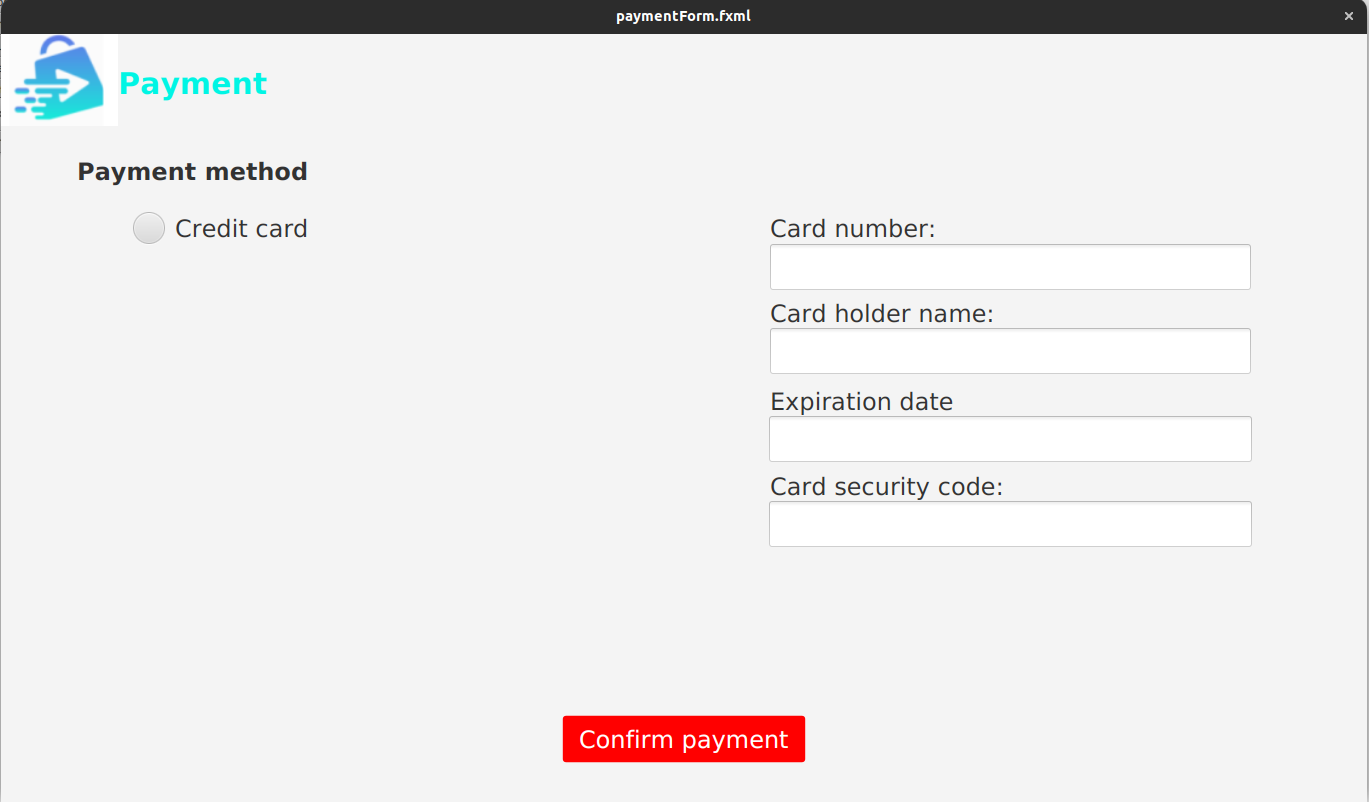 paymentForm.fxml
Payment
Payment method
Credit card
Card number:
Card holder name:
Expiration date
Card security code:
Confirm payment